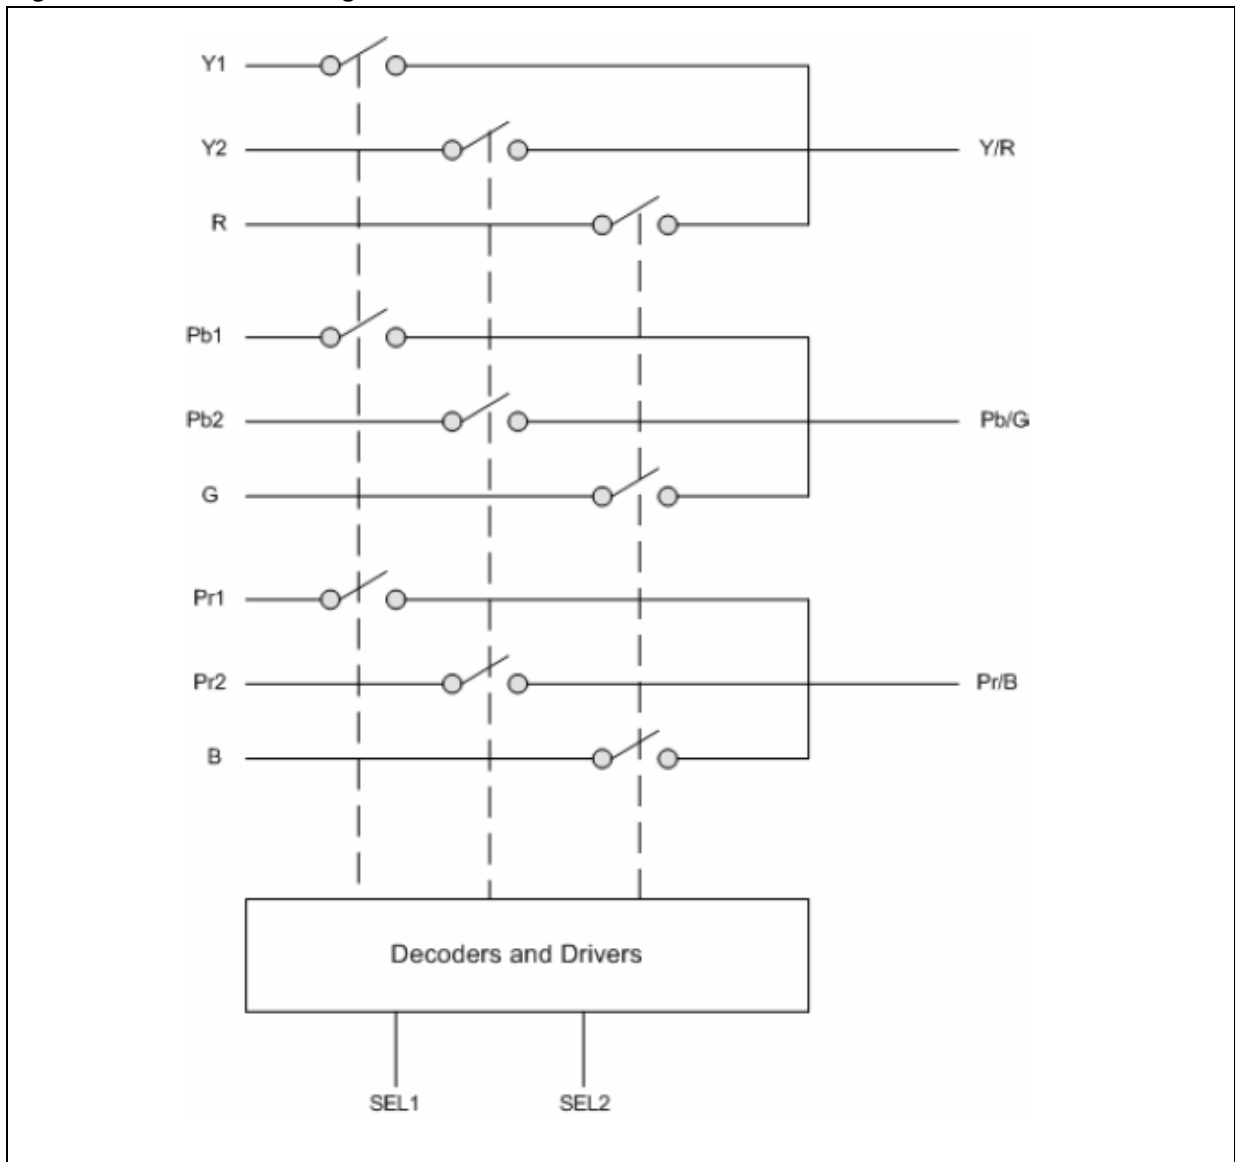 Y1
Y2
Y/R
R
Pb1
Pb2
Pb/G
G
Pr1
Pr2
Pr/B
B
Decoders and Drivers
SEL1 SEL2